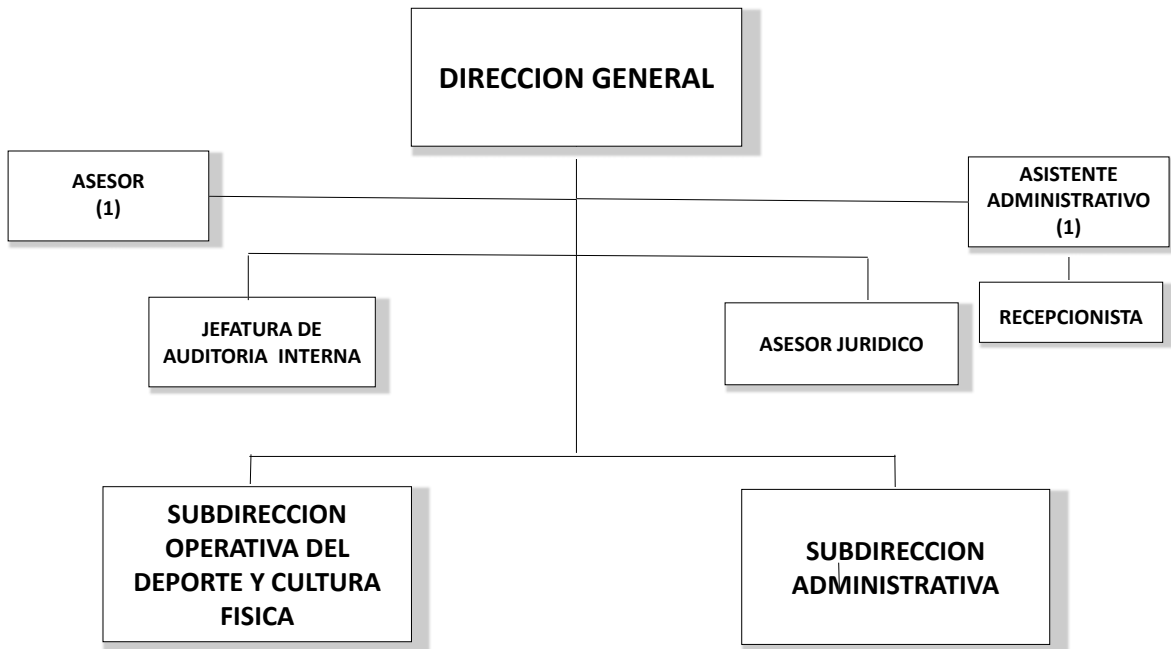 DIRECCION GENERAL
ASESOR
(1)
ASISTENTE
ADMINISTRATIVO
(1)
JEFATURA DE
AUDITORIA INTERNA
ASESOR JURIDICO
RECEPCIONISTA
SUBDIRECCION
OPERATIVA DEL
DEPORTE Y CULTURA
FISICA
SUBDIRECCION
ADMINISTRATIVA